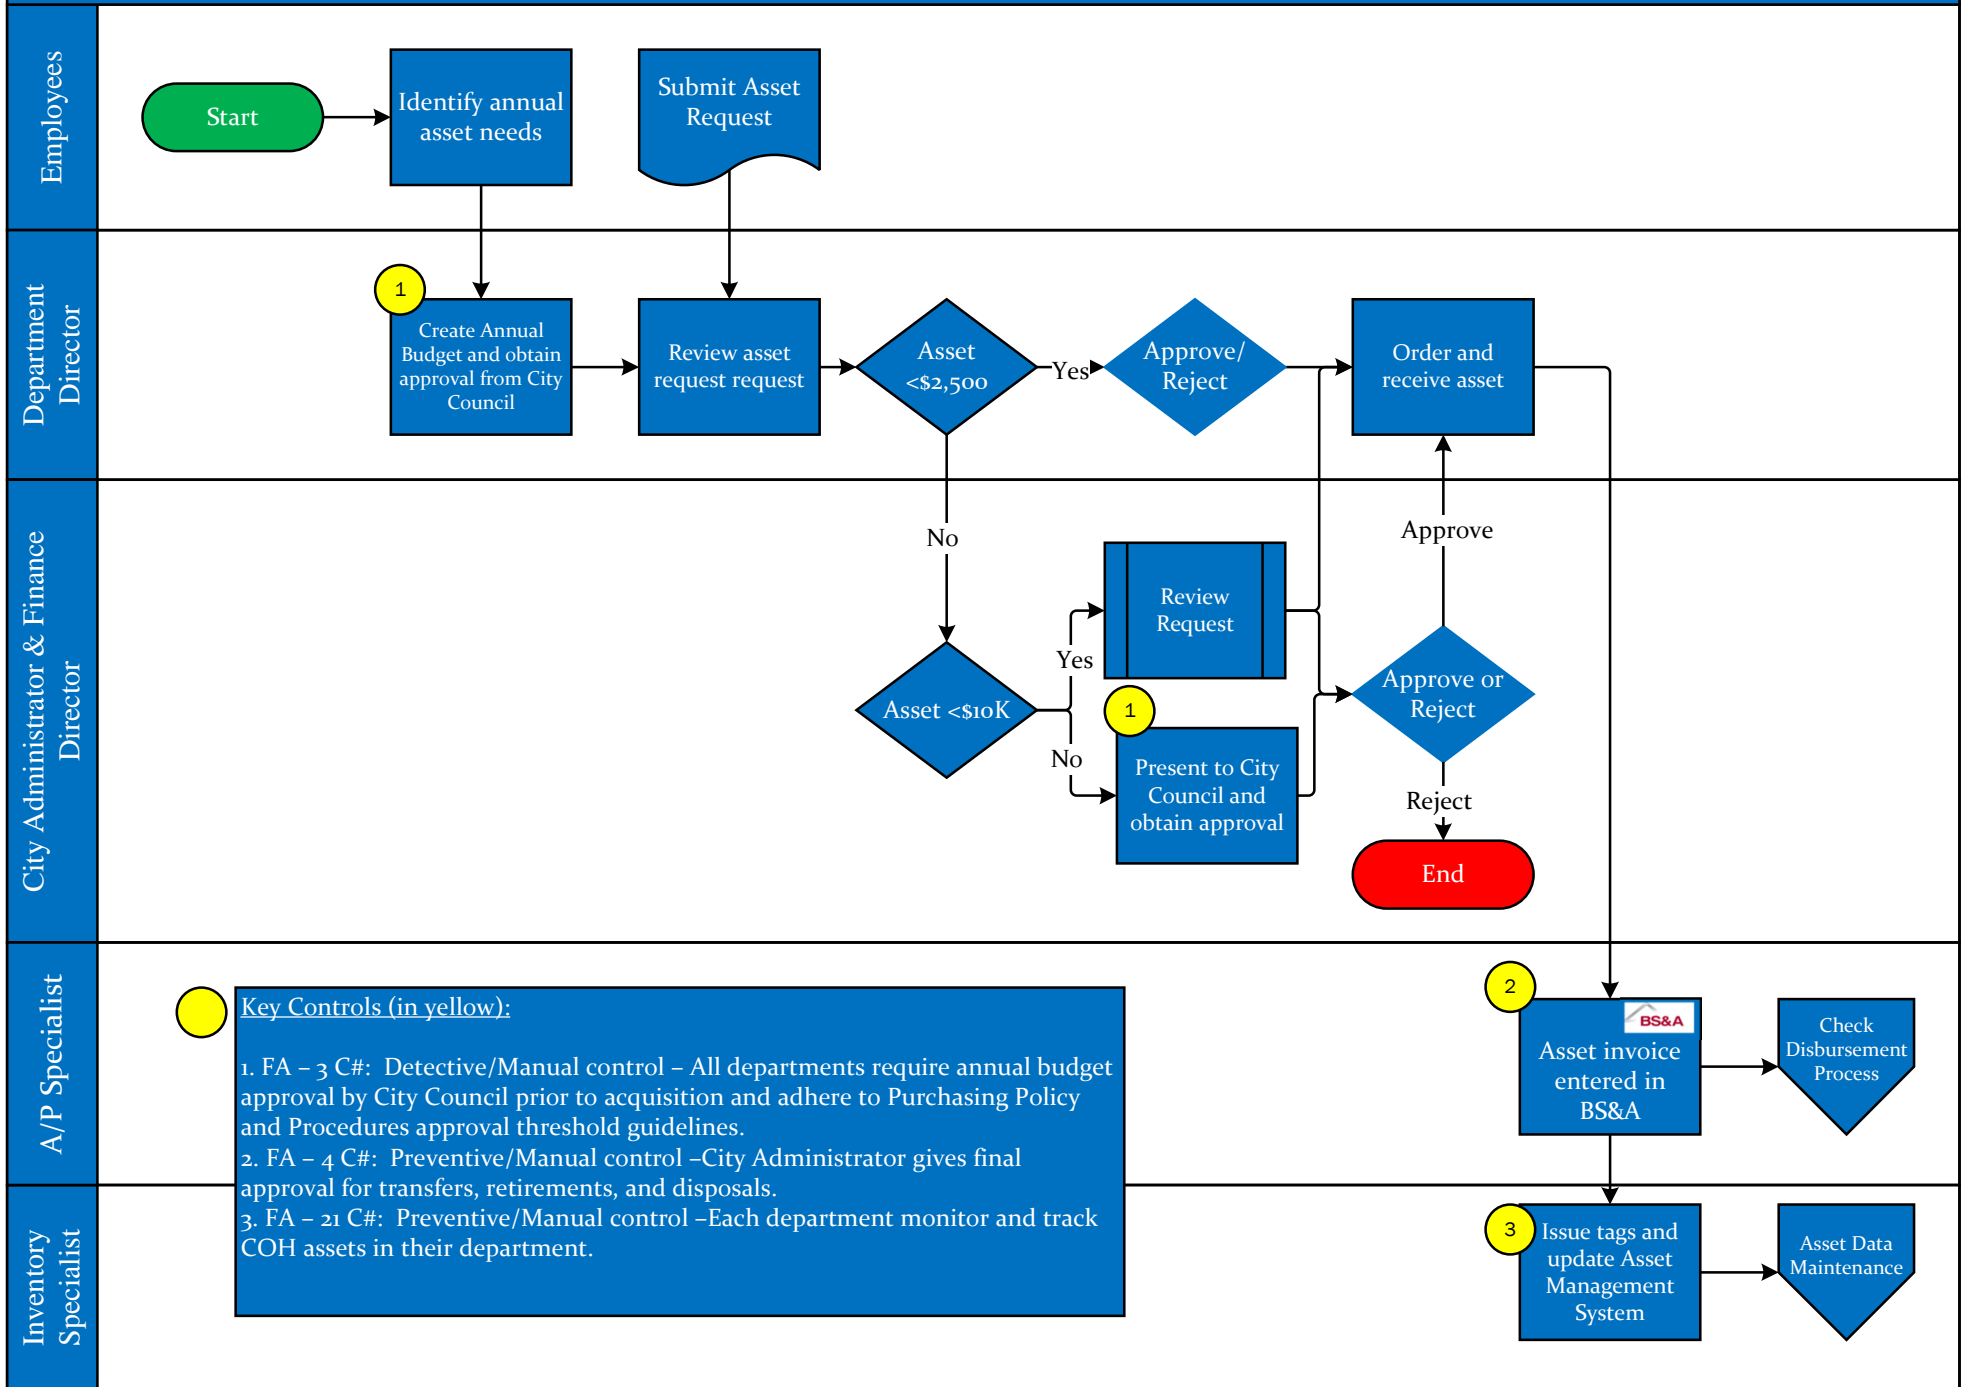 Employees
Start
Identify annual
asset needs
Submit Asset
Request
Department
Director
1
Create Annual
Budget and obtain
approval from City
Council
Review asset
request request
Asset
<$2,500
Yes
Approve/
Reject
Order and
receive asset
City Administrator & Finance
Director
No
Approve
Review
Request
Yes
Asset <$10K
1
No
Present to City
Council and
obtain approval
Approve or
Reject
Reject
End
A/P Specialist
Key Controls (in yellow):
1. FA – 3 C#:  Detective/Manual control – All departments require annual budget
approval by City Council prior to acquisition and adhere to Purchasing Policy
and Procedures approval threshold guidelines.
2. FA – 4 C#:  Preventive/Manual control –City Administrator gives final
approval for transfers, retirements, and disposals.
3. FA – 21 C#:  Preventive/Manual control –Each department monitor and track
COH assets in their department.
2
BS&A
Asset invoice
entered in
BS&A
Check
Disbursement
Process
Inventory
Specialist
3
Issue tags and
update Asset
Management
System
Asset Data
Maintenance